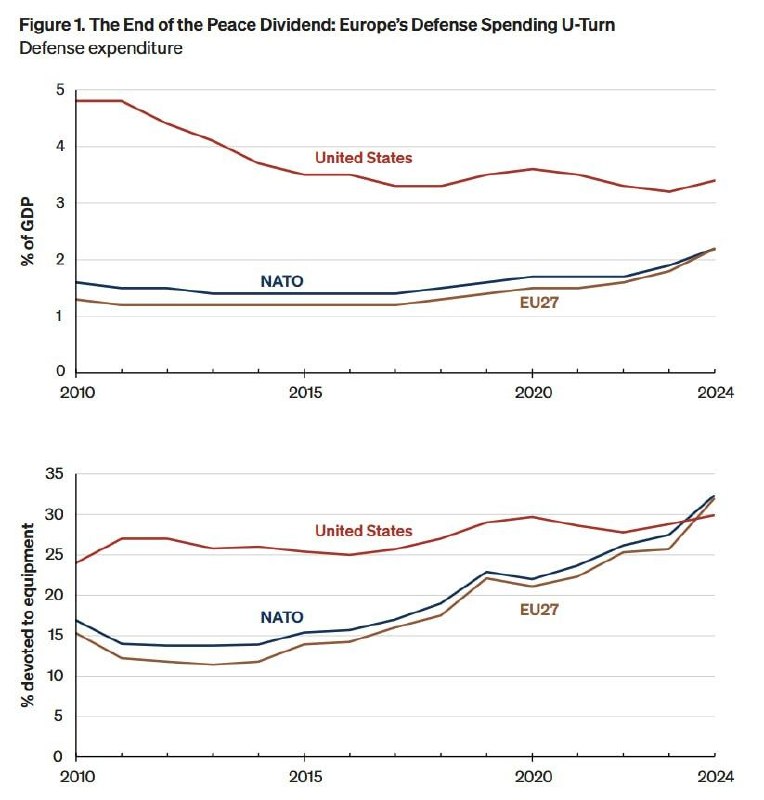 Figure 1. The End of the Peace Dividend: Europe's Defense Spending U-Turn
Defense expenditure
% of GDP
5
4
3
2
1
0
United States
NATO
EU27
2010
2015
2020
2024
% devoted to equipment
35
30
25
20
15
10
5
0
United States
NATO
EU27
2010
2015
2020
2024